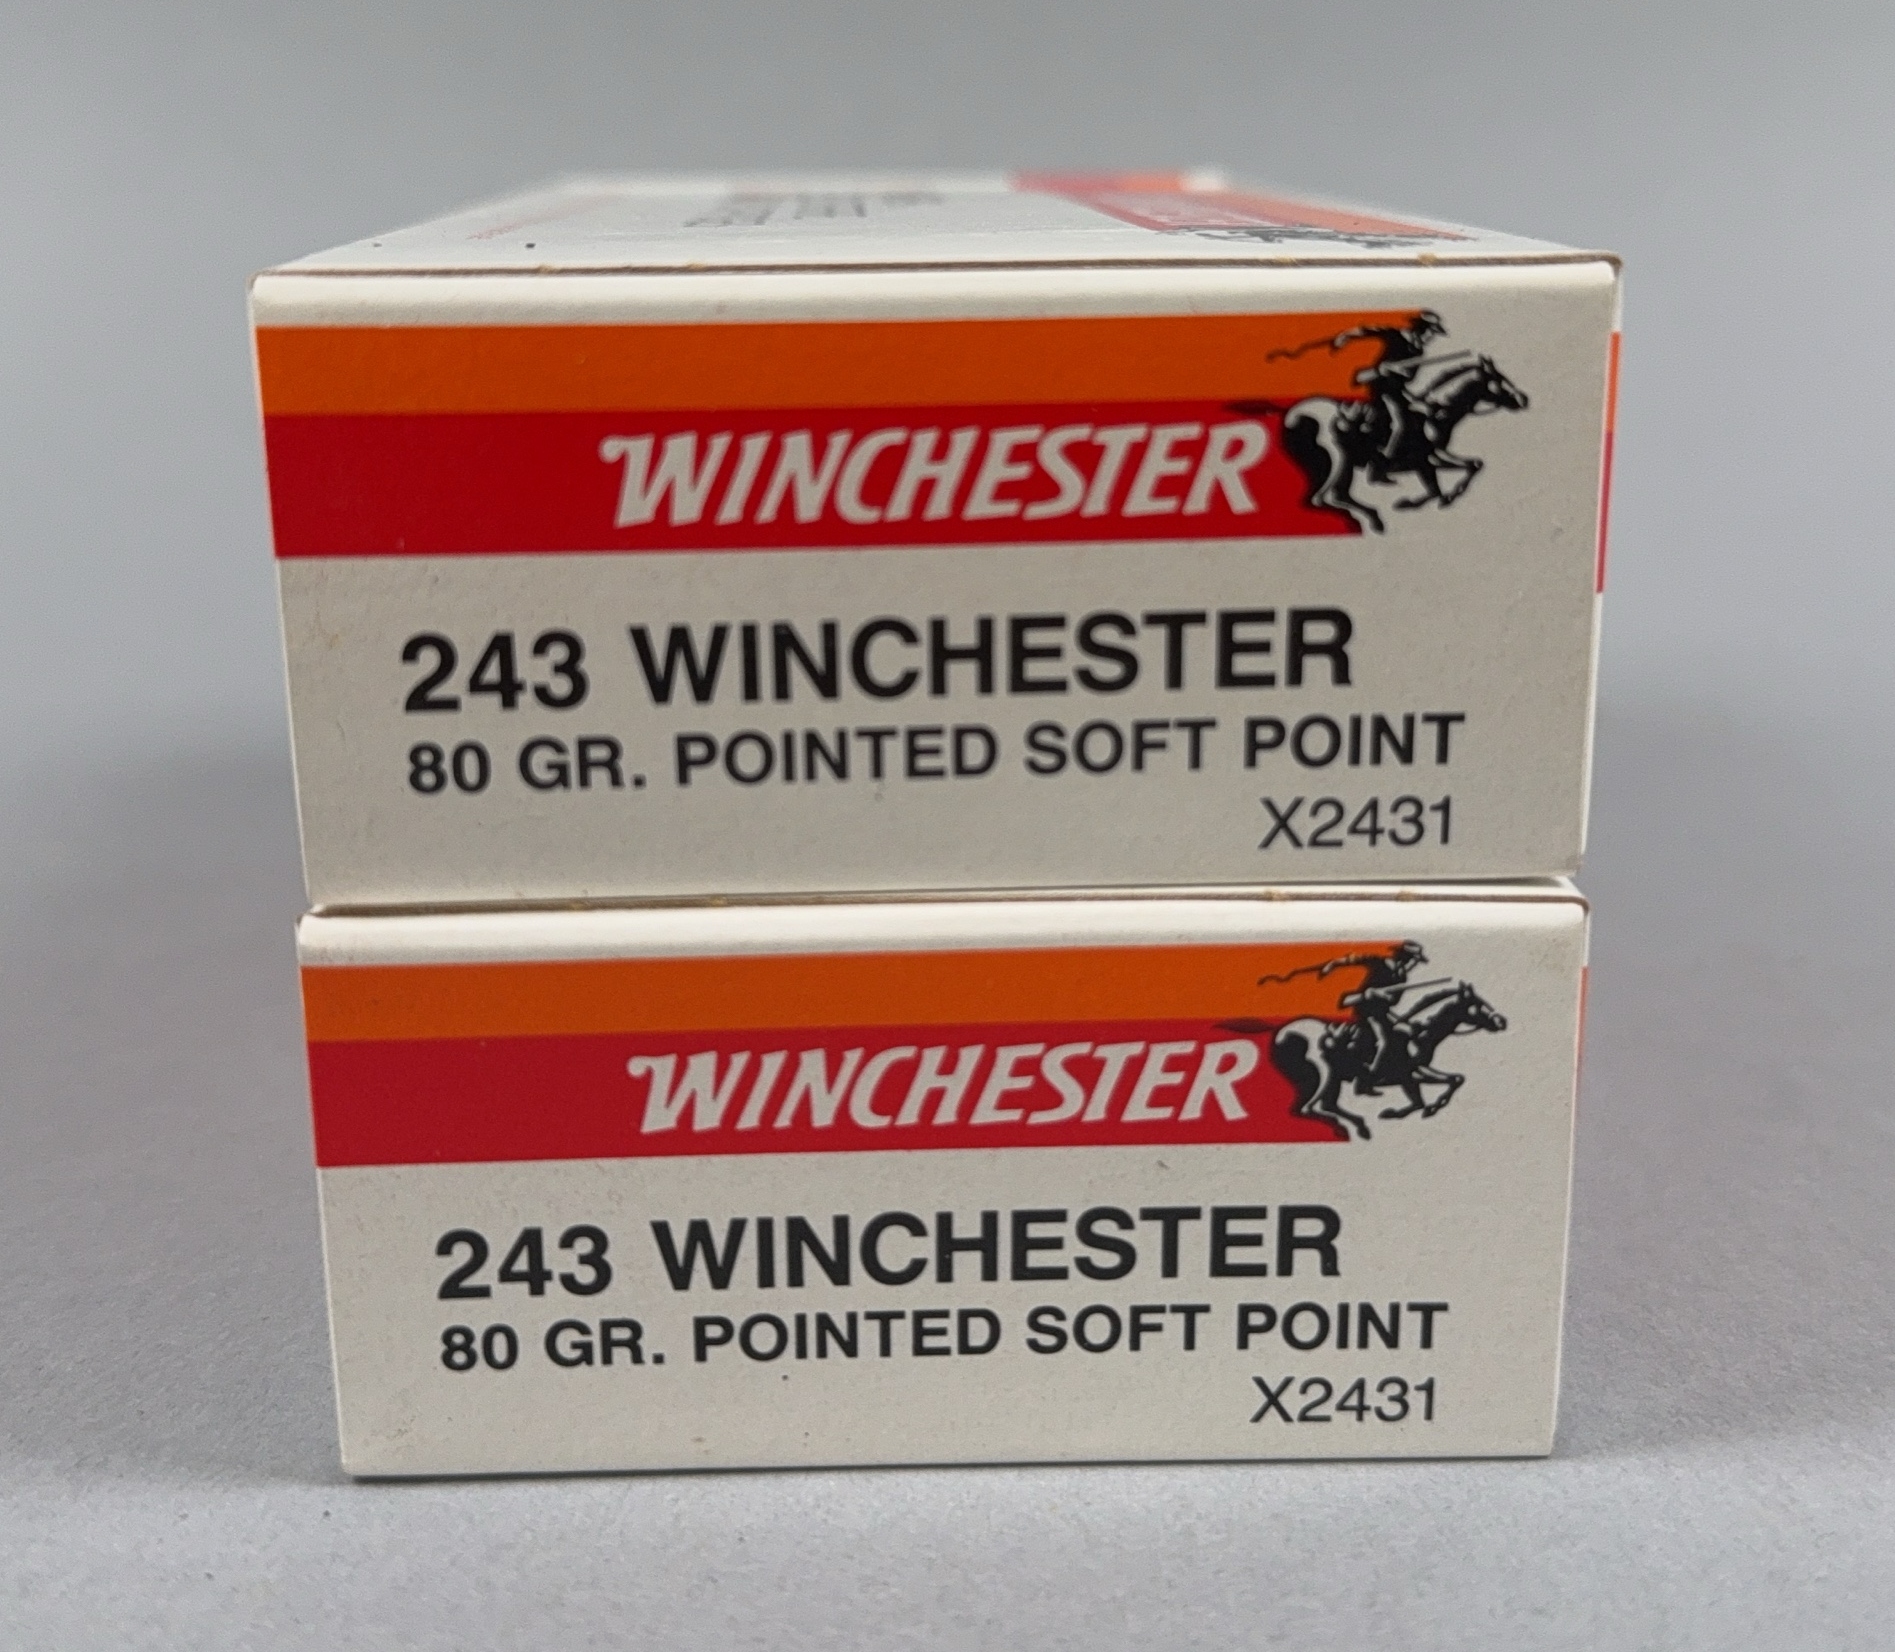 WINCHESTER
243 WINCHESTER
80 GR. POINTED SOFT POINT
X2431
WINCHESTER
243 WINCHESTER
80 GR. POINTED SOFT POINT
X2431